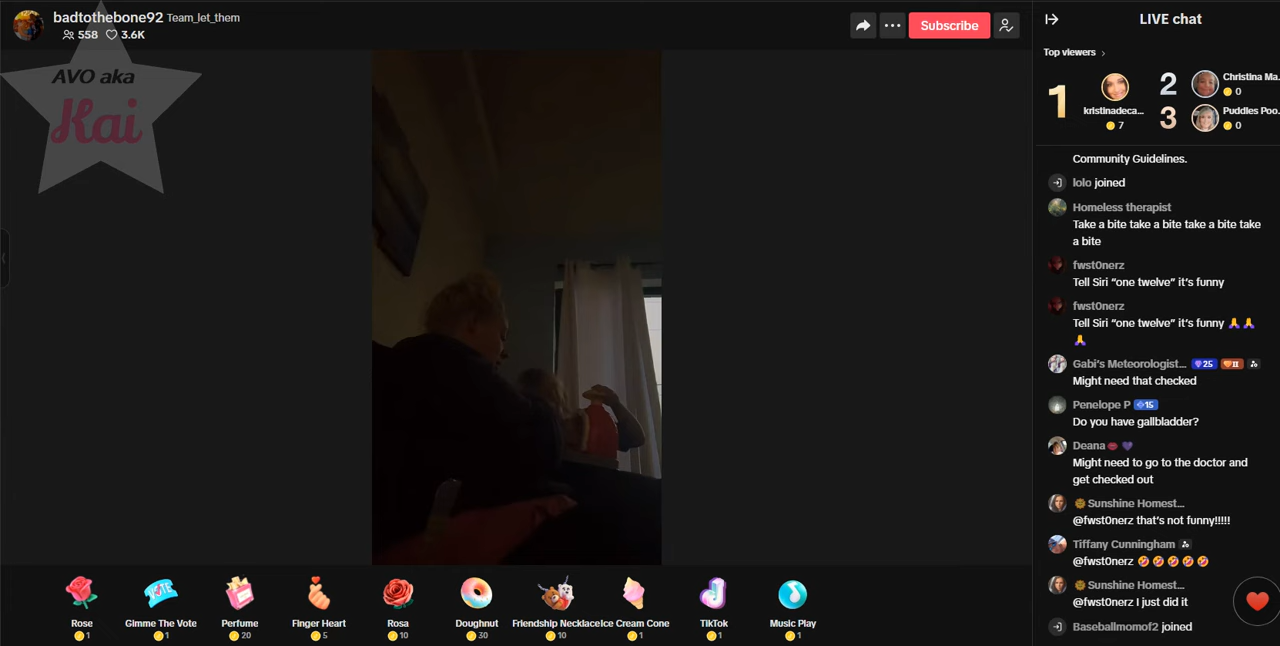 badtothebone92 Team_let_them
558 3.6K
Subscribe
AVO aka
Kai
LIVE chat
Top viewers
1
kristinadeca...
7
2
Christina Ma...
0
3
Puddles Poo...
0
Community Guidelines.
lolo joined
Homeless therapist
Take a bite take a bite take a bite take
a bite
fwst0nerz
Tell Siri “one twelve” it’s funny
fwst0nerz
Tell Siri “one twelve” it’s funny 🙏🙏
🙏
Gabi’s Meteorologist... 25 II
Might need that checked
Penelope P 15
Do you have gallbladder?
Deana💋💜
Might need to go to the doctor and
get checked out
🌞Sunshine Homest...
@fwst0nerz that’s not funny!!!!!
Tiffany Cunningham
@fwst0nerz 🤣🤣🤣🤣🤣
🌞Sunshine Homest...
@fwst0nerz I just did it
Baseballmomof2 joined
Rose
1
VOTE
Gimme The Vote
1
Perfume
20
Finger Heart
5
Rosa
10
Doughnut
30
Friendship Necklace
10
Ice Cream Cone
1
TikTok
1
Music Play
1